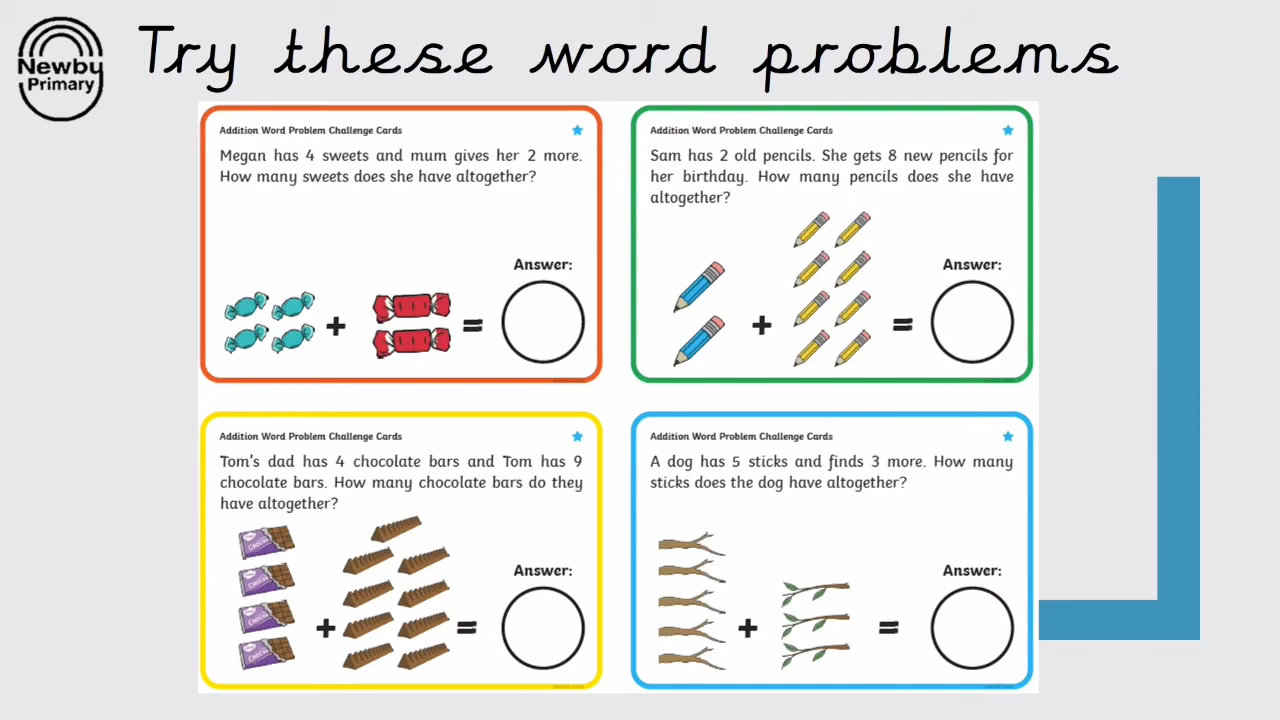 Newby
Primary
Try these word problems
Addition Word Problem Challenge Cards
Megan has 4 sweets and mum gives her 2 more.
How many sweets does she have altogether?
Answer:
+
=
Addition Word Problem Challenge Cards
Sam has 2 old pencils. She gets 8 new pencils for
her birthday. How many pencils does she have
altogether?
Answer:
+
=
Addition Word Problem Challenge Cards
Tom's dad has 4 chocolate bars and Tom has 9
chocolate bars. How many chocolate bars do they
have altogether?
Answer:
+
=
Addition Word Problem Challenge Cards
A dog has 5 sticks and finds 3 more. How many
sticks does the dog have altogether?
Answer:
+
=